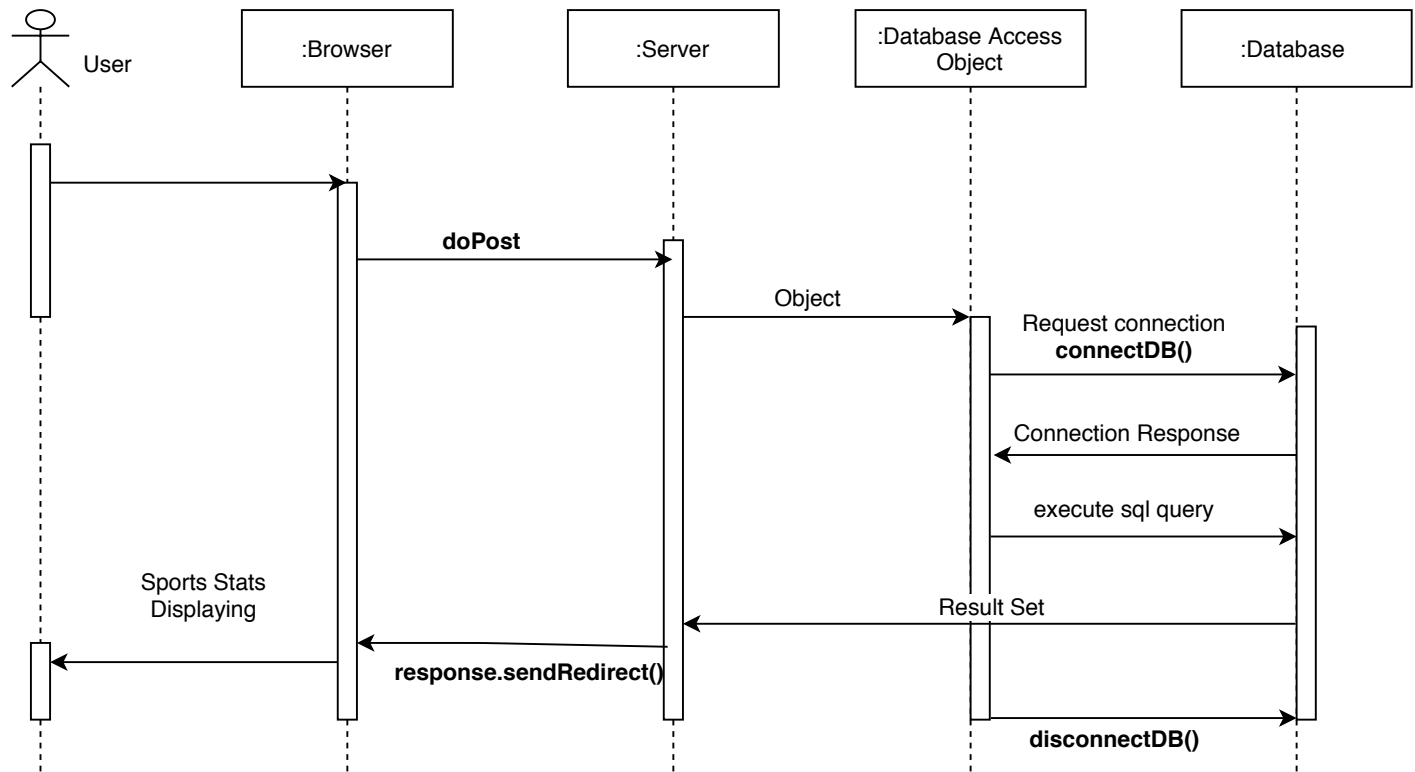 User
:Browser
:Server
:Database Access
Object
:Database
doPost
Object
Request connection
connectDB()
Connection Response
execute sql query
Sports Stats
Displaying
Result Set
response.sendRedirect()
disconnectDB()